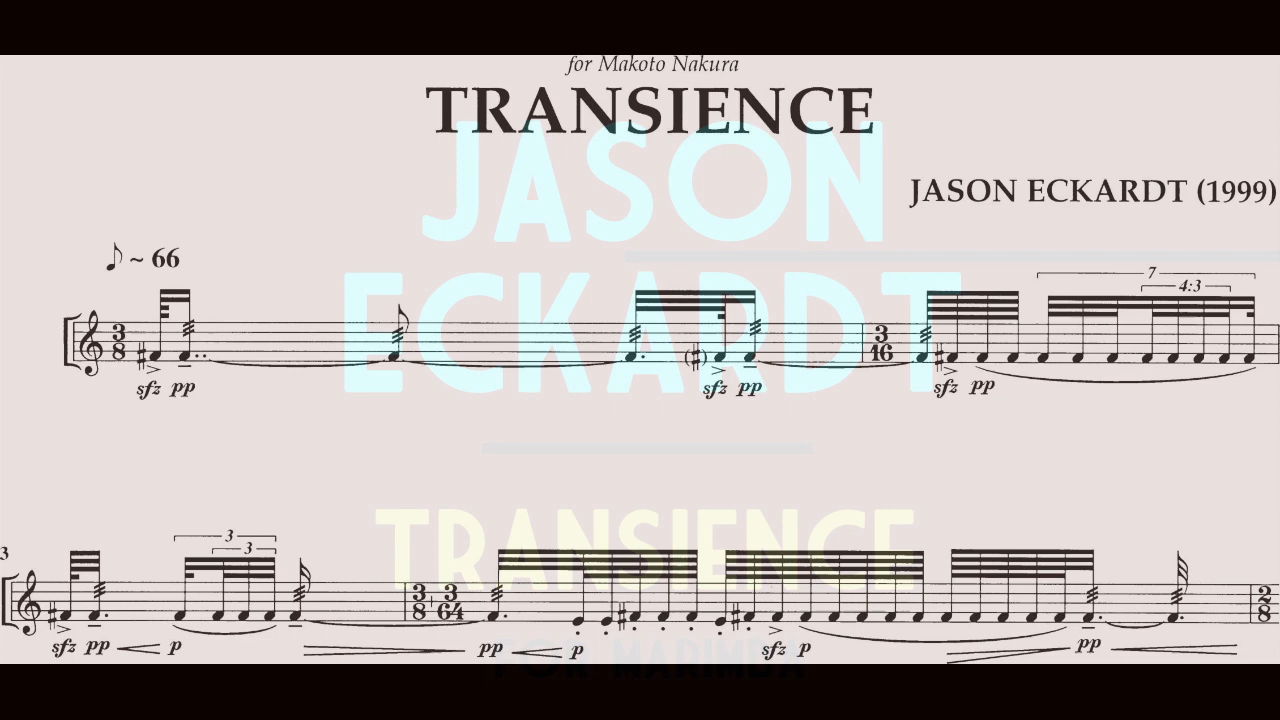 for Makoto Nakura
TRANSIENCE
JASON
JASON ECKARDT (1999)
♪ ~ 66
ECKARDT
7
4:3
3 8
3 16
(♯)
sfz pp sfz pp sfz pp
TRANSIENCE
3
3
3
3 8 + 3 64
2 8
sfz pp p pp p sfz p pp
FOR MARIMBA